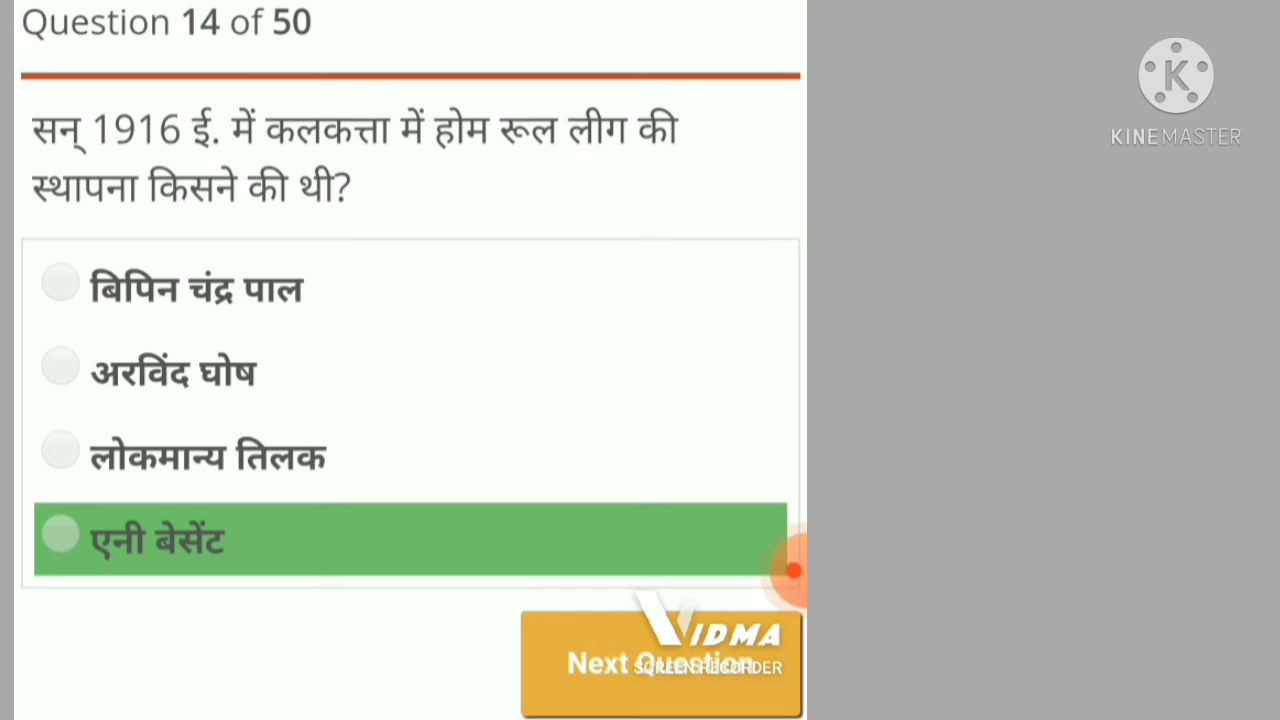 Question 14 of 50
K
KINEMASTER
सन् 1916 ई. में कलकत्ता में होम रूल लीग की
स्थापना किसने की थी?
बिपिन चंद्र पाल
अरविंद घोष
लोकमान्य तिलक
एनी बेसेंट
VIDMA
SCREEN RECORDER
Next Question